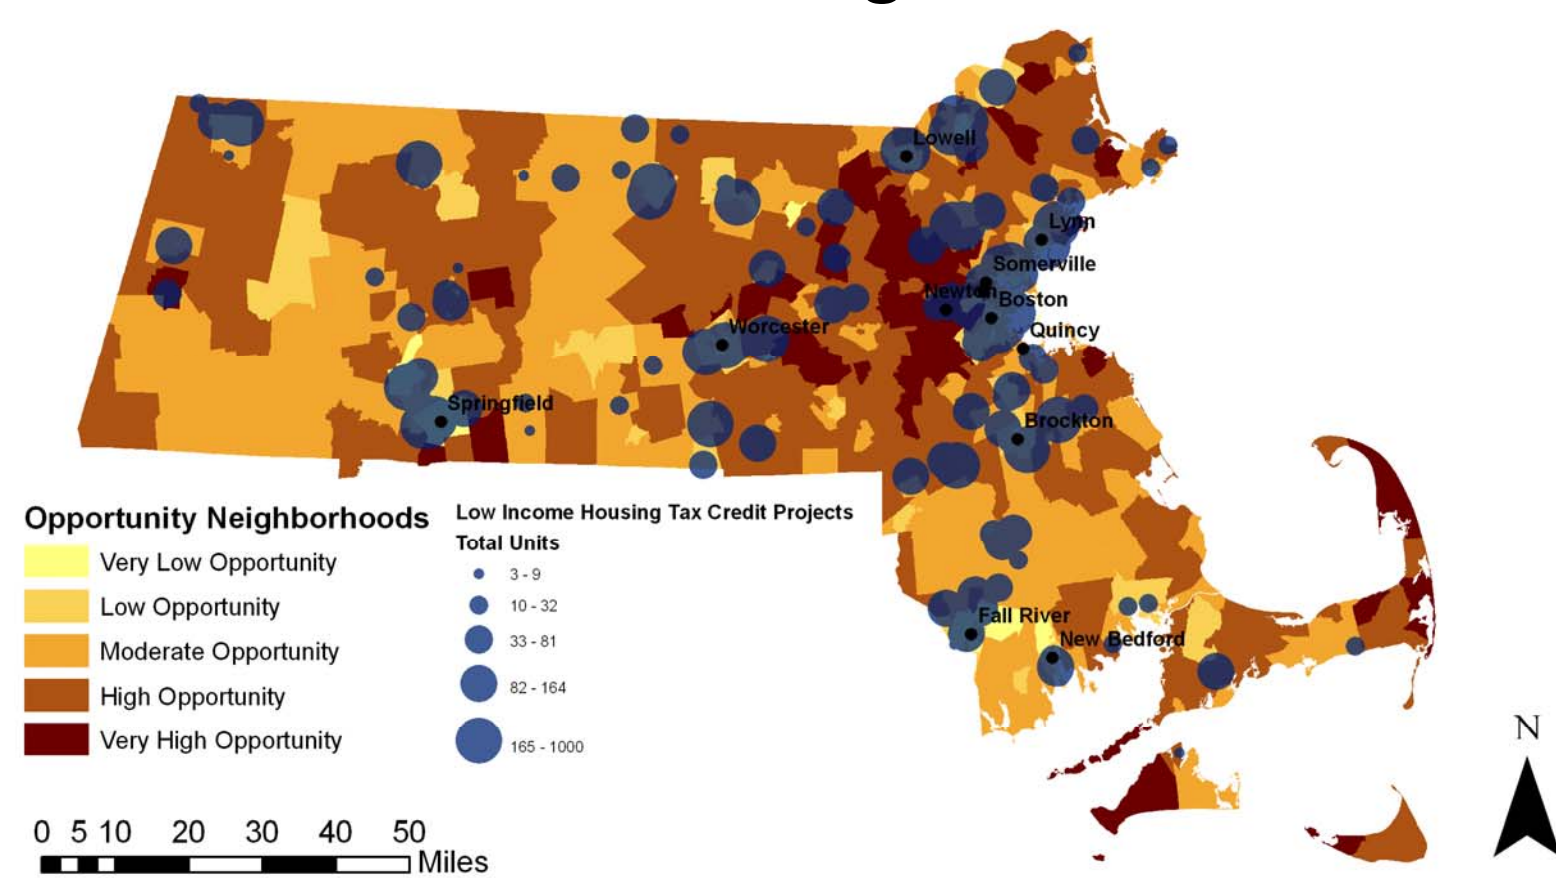 Lowell
Lynn
Somerville
Newton
Boston
Quincy
Worcester
Springfield
Brockton
Fall River
New Bedford
Opportunity Neighborhoods
Very Low Opportunity
Low Opportunity
Moderate Opportunity
High Opportunity
Very High Opportunity
Low Income Housing Tax Credit Projects
Total Units
3 - 9
10 - 32
33 - 81
82 - 164
165 - 1000
N
0 5 10 20 30 40 50
Miles